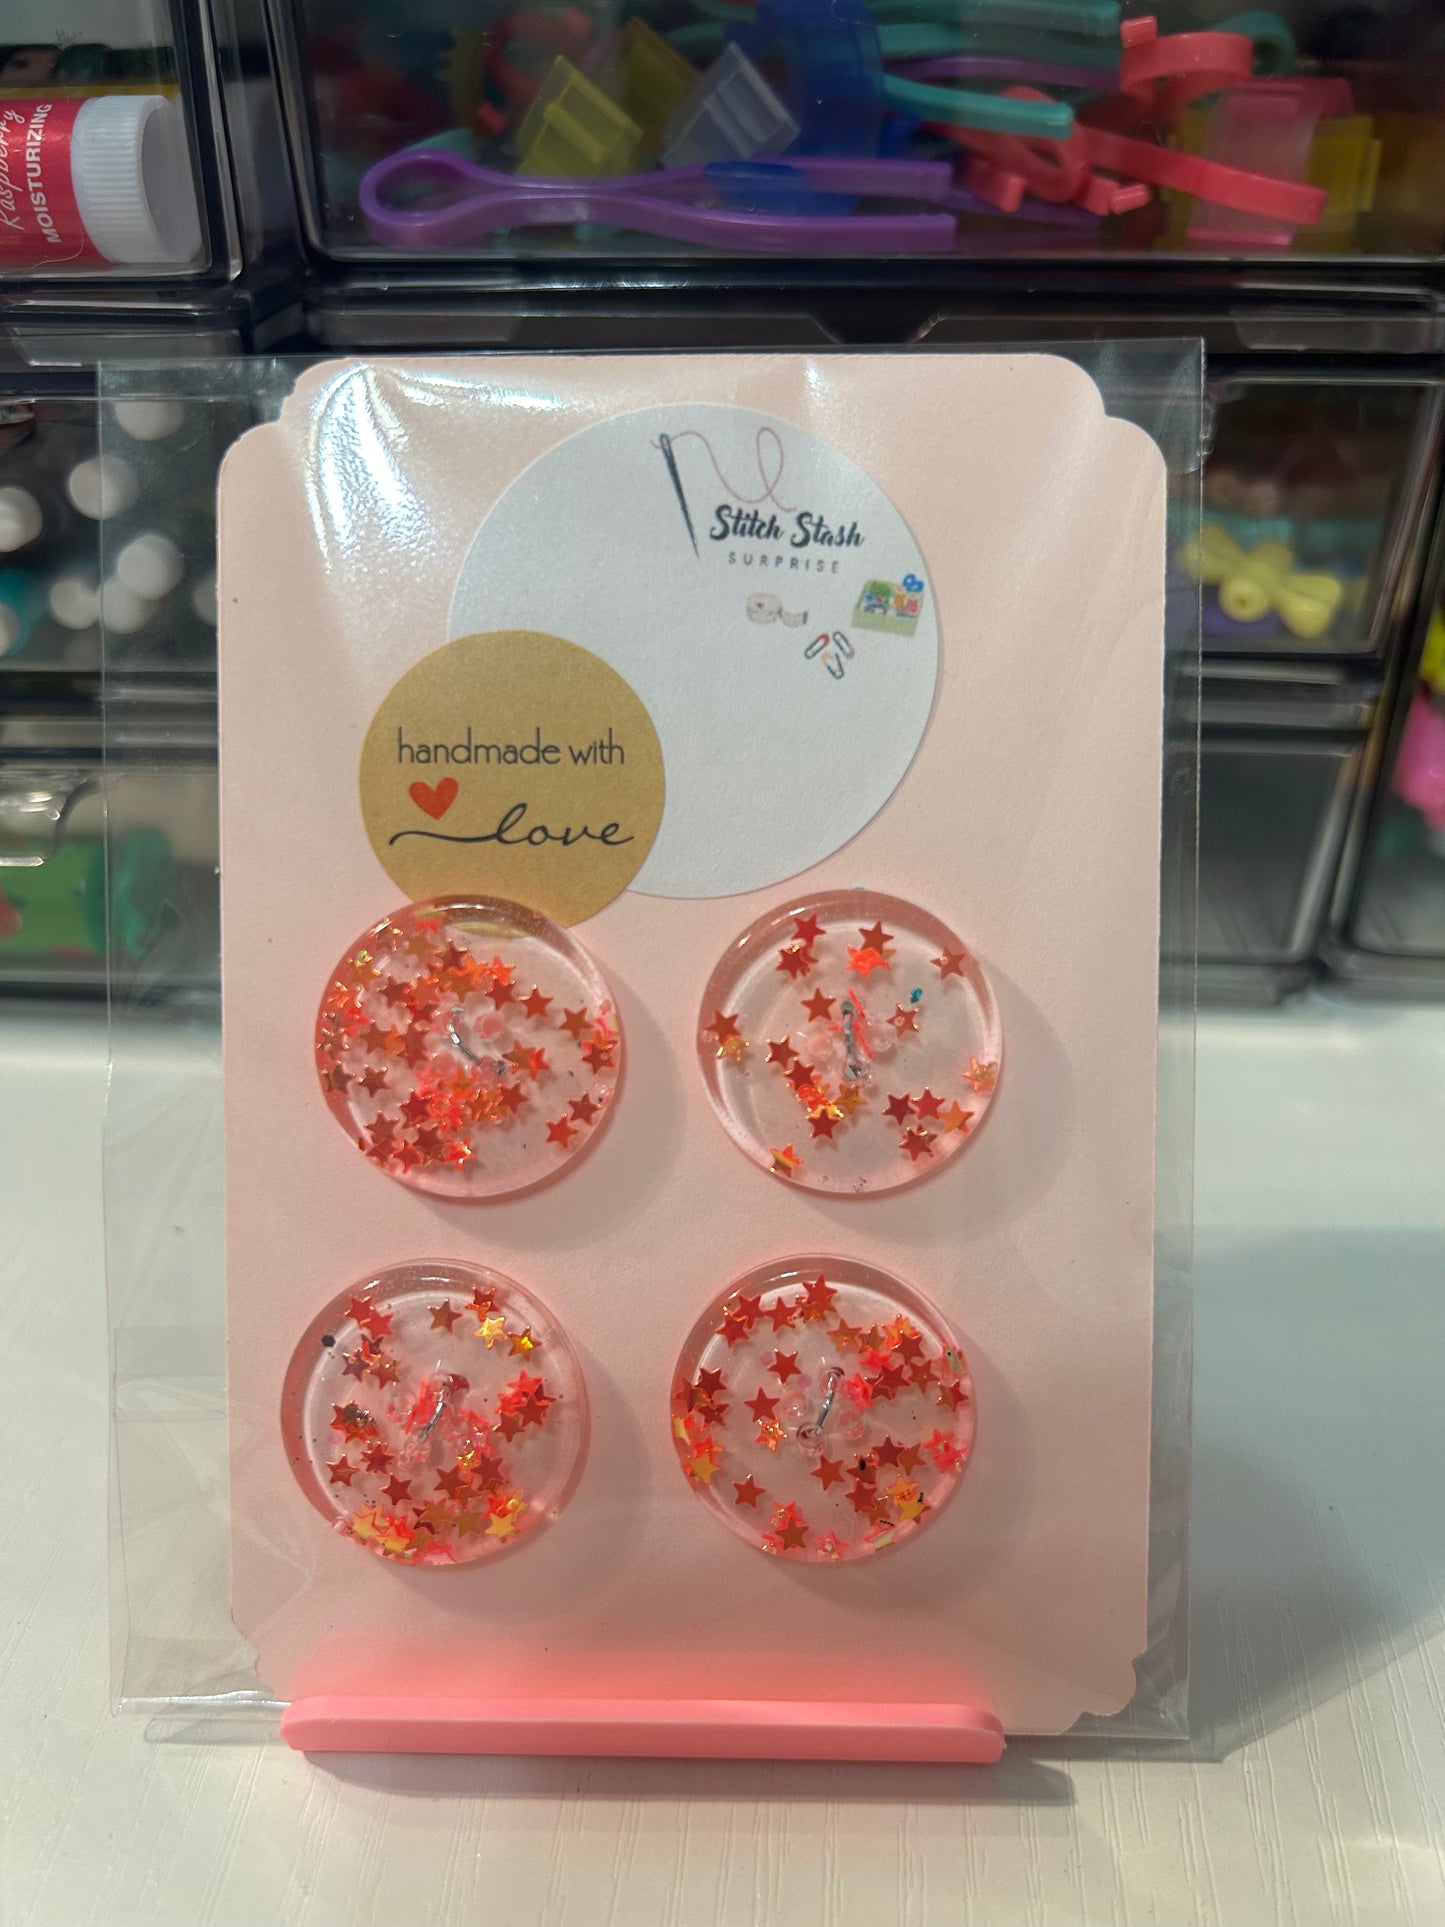 Raspberry
MOISTURIZING
Stitch Stash
SURPRISE
handmade with
love